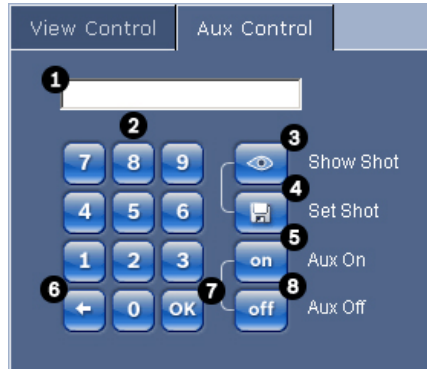 View Control Aux Control
1
2
3
7 8 9 Show Shot
4
4 5 6 Set Shot
5
1 2 3 on Aux On
6 7 8
0 OK off Aux Off